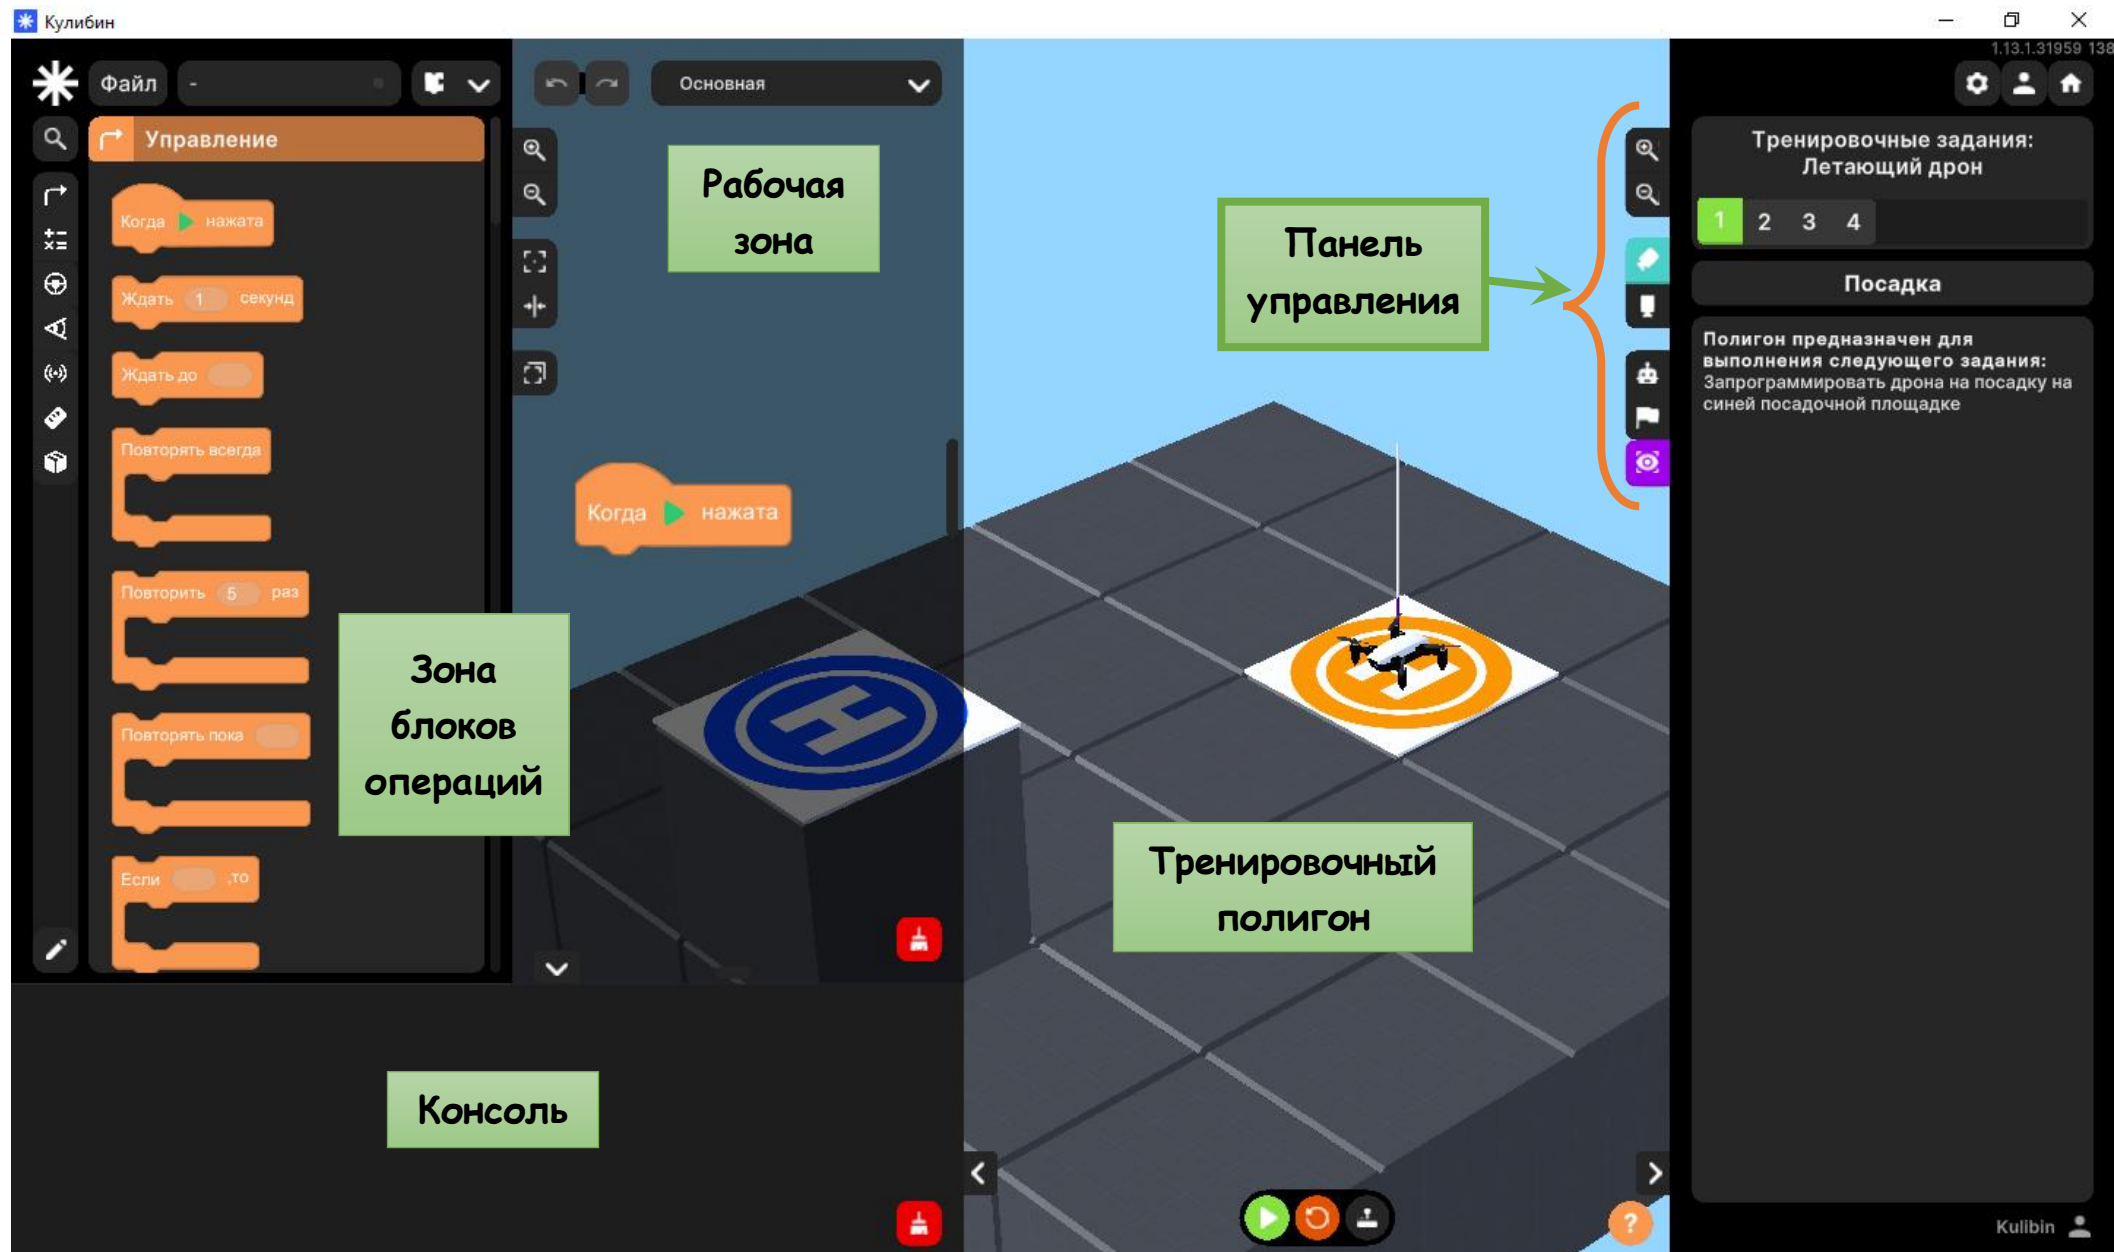 Кулибин
1.13.1.31959 138
Файл
-
Основная
Управление
Когда нажата
Ждать 1 секунд
Ждать до
Повторять всегда
Повторить 5 раз
Повторять пока
Если ,то
Рабочая
зона
Когда нажата
Зона
блоков
операций
Консоль
Панель
управления
H
H
Тренировочный
полигон
?
Тренировочные задания:
Летающий дрон
1 2 3 4
Посадка
Полигон предназначен для
выполнения следующего задания:
Запрограммировать дрона на посадку на
синей посадочной площадке
Kulibin